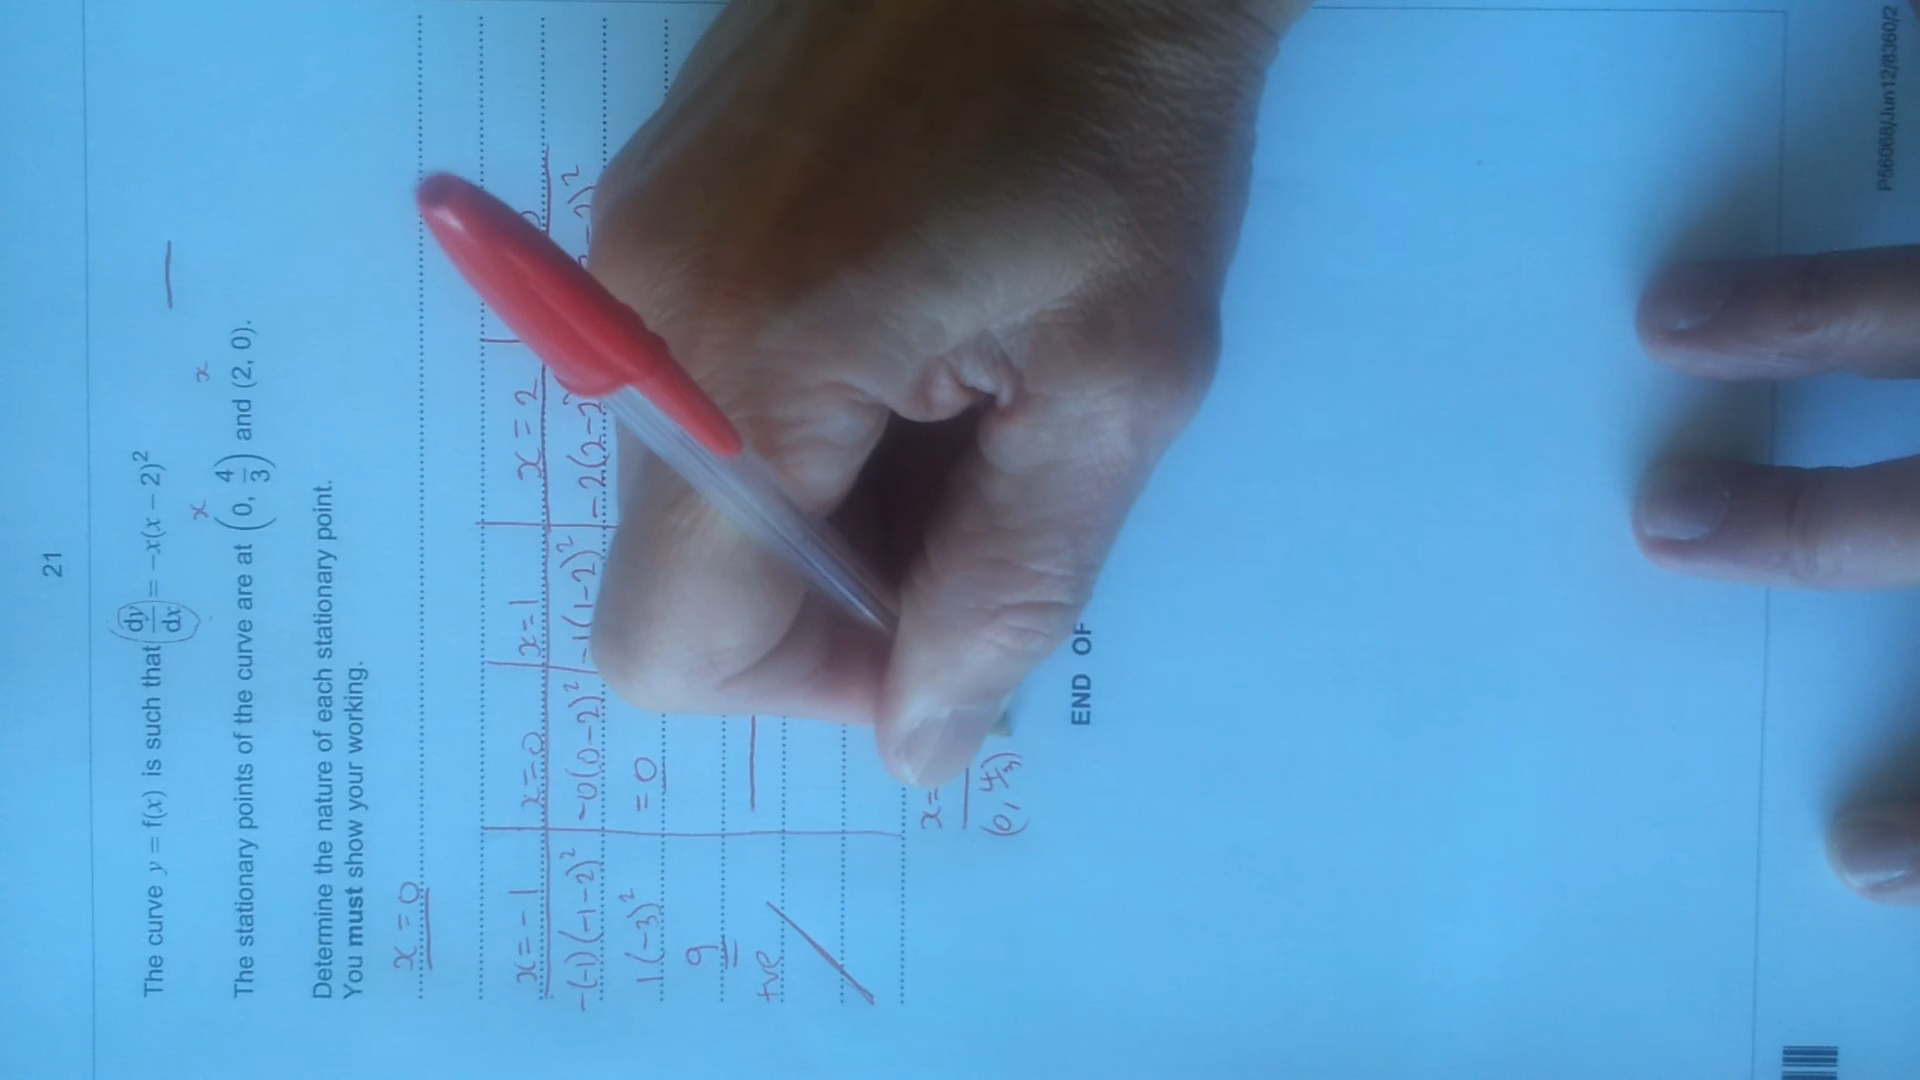 21
The curve y = f(x) is such that dy/dx = −x(x − 2)²
x x
The stationary points of the curve are at (0, 4/3) and (2, 0).
Determine the nature of each stationary point.
You must show your working.
x = 0
x = -1 x = 0 x = 1 x = 2
-(-1)(-1-2)² -0(0-2)² -1(1-2)² -2(2-2
1(-3)² = 0
9
+ve
x =
(0, 4/3)
END OF
P56068/Jun12/8360/2